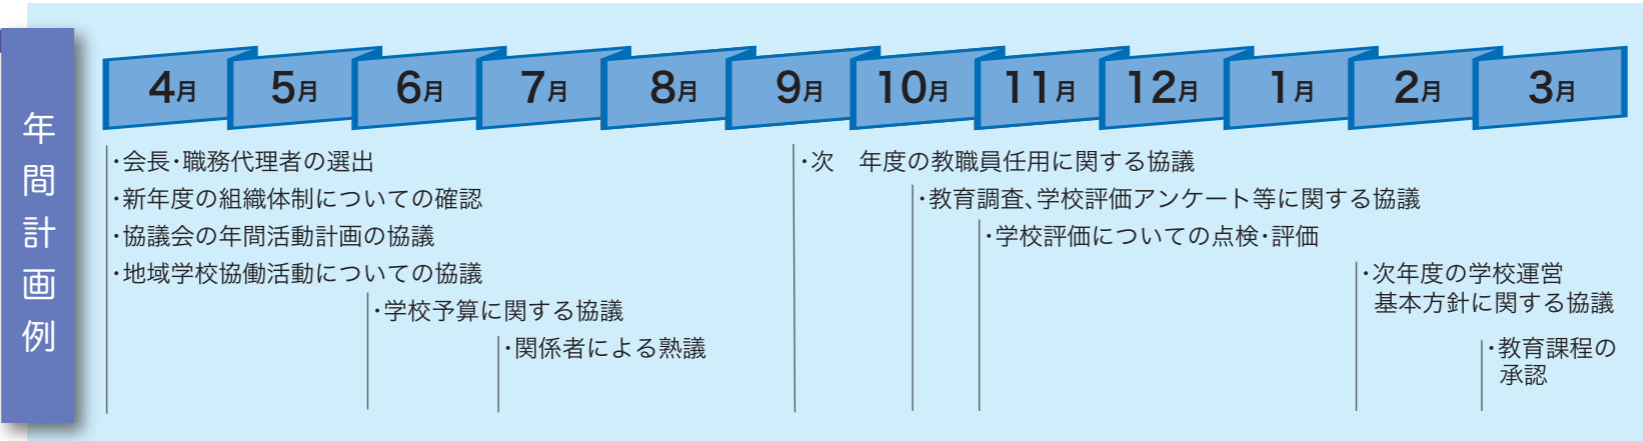 年間計画例
4月 5月 6月 7月 8月 9月 10月 11月 12月 1月 2月 3月
・会長・職務代理者の選出
・新年度の組織体制についての確認
・協議会の年間活動計画の協議
・地域学校協働活動についての協議
・学校予算に関する協議
・関係者による熟議
・次　年度の教職員任用に関する協議
・教育調査、学校評価アンケート等に関する協議
・学校評価についての点検・評価
・次年度の学校運営
基本方針に関する協議
・教育課程の
承認